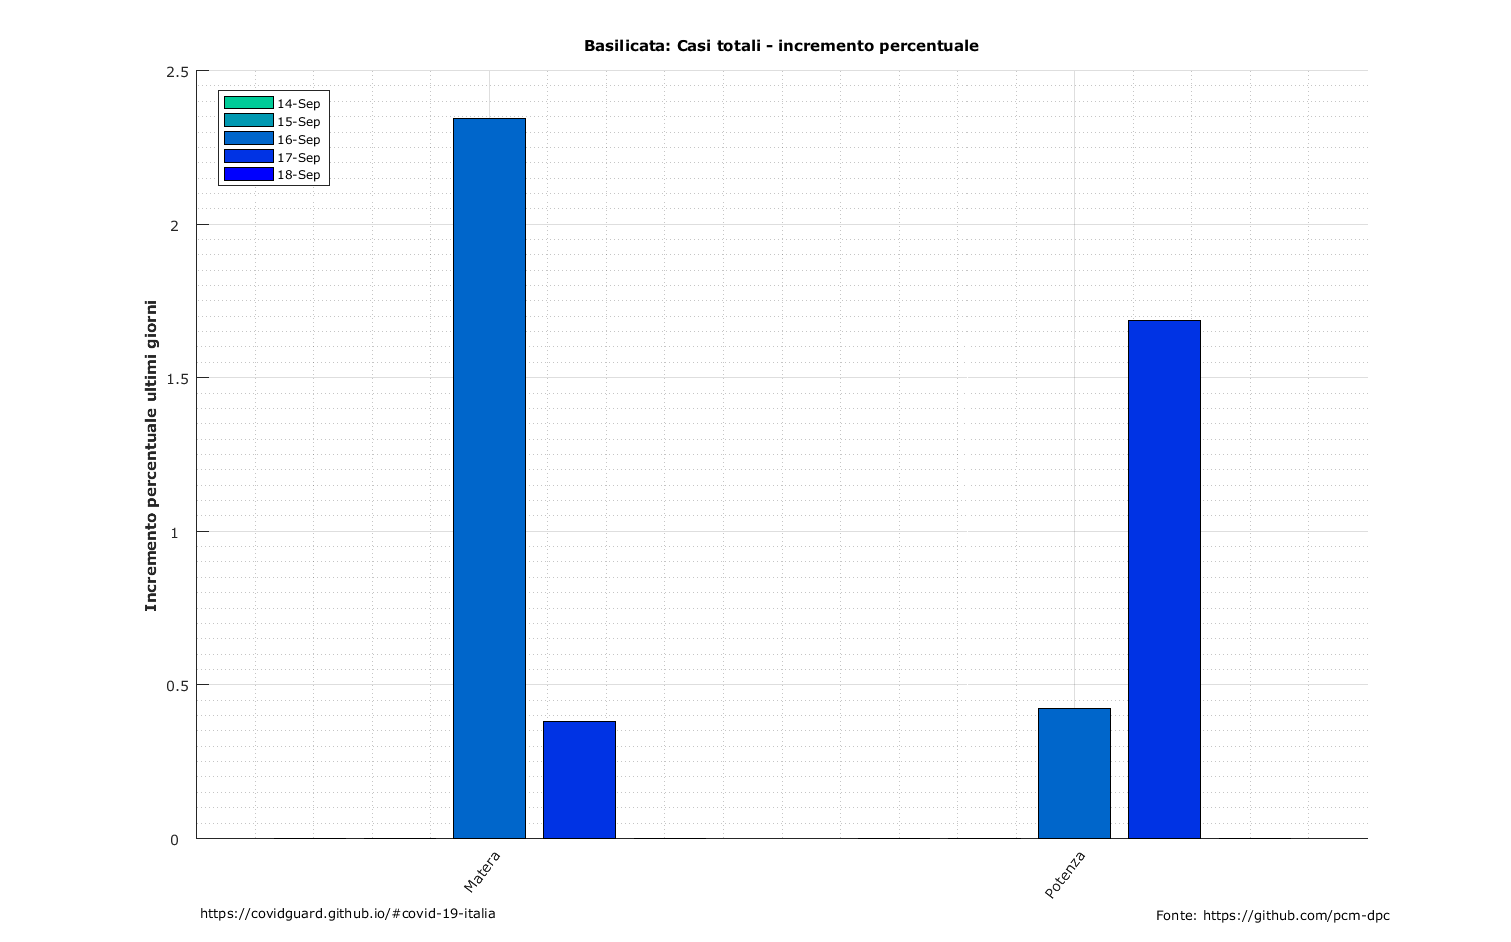 Basilicata: Casi totali - incremento percentuale
2.5
2
1.5
1
0.5
0
Incremento percentuale ultimi giorni
14-Sep
15-Sep
16-Sep
17-Sep
18-Sep
Matera
Potenza
https://covidguard.github.io/#covid-19-italia
Fonte: https://github.com/pcm-dpc